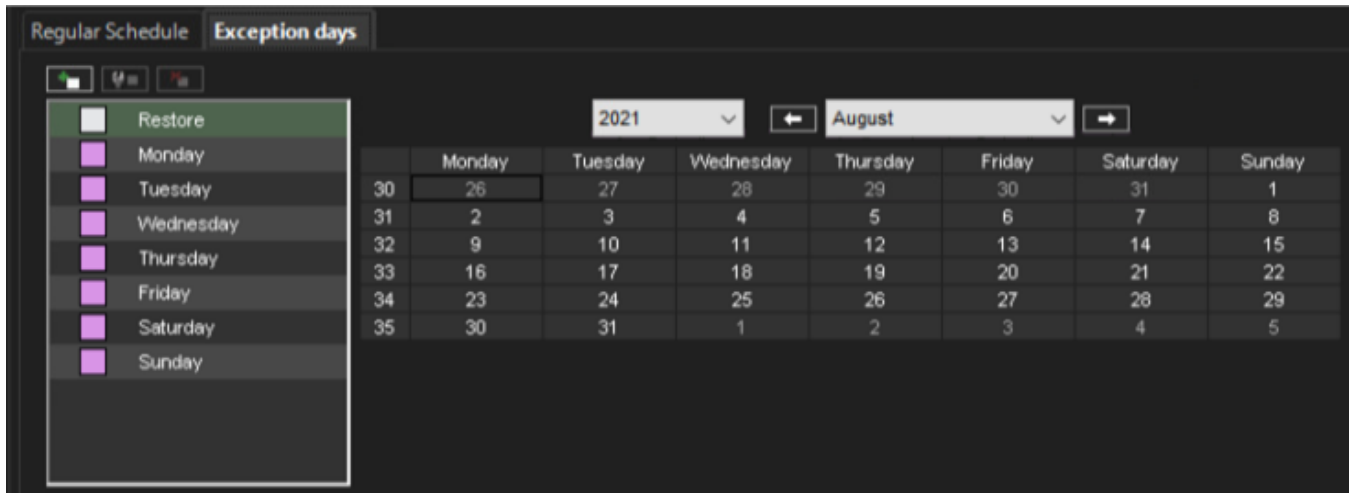 Regular Schedule Exception days
Restore
Monday
Tuesday
Wednesday
Thursday
Friday
Saturday
Sunday
2021 August
Monday Tuesday Wednesday Thursday Friday Saturday Sunday
30 26 27 28 29 30 31 1
31 2 3 4 5 6 7 8
32 9 10 11 12 13 14 15
33 16 17 18 19 20 21 22
34 23 24 25 26 27 28 29
35 30 31 1 2 3 4 5